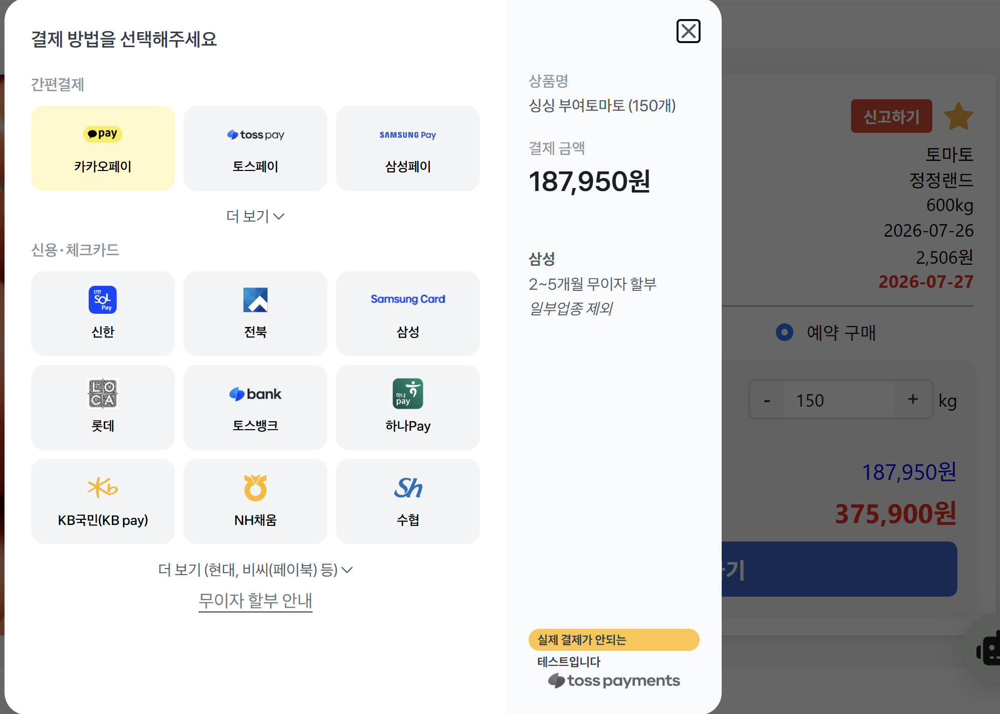 결제 방법을 선택해주세요
간편결제
pay
카카오페이
toss pay
토스페이
SAMSUNG Pay
삼성페이
더 보기
신용·체크카드
신한 SOL Pay
신한
전북
Samsung Card
삼성
LOCA
롯데
bank
토스뱅크
하나 pay
하나Pay
Kb
KB국민(KB pay)
NH채움
Sh
수협
더 보기 (현대, 비씨(페이북) 등)
무이자 할부 안내
상품명
싱싱 부여토마토 (150개)
결제 금액
187,950원
삼성
2~5개월 무이자 할부
일부업종 제외
실제 결제가 안되는
테스트입니다
toss payments
신고하기
토마토
정정랜드
600kg
2026-07-26
2,506원
2026-07-27
예약 구매
- 150 + kg
187,950원
375,900원
기